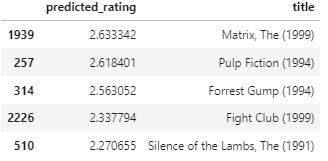 predicted_rating title
1939 2.633342 Matrix, The (1999)
257 2.618401 Pulp Fiction (1994)
314 2.563052 Forrest Gump (1994)
2226 2.337794 Fight Club (1999)
510 2.270655 Silence of the Lambs, The (1991)